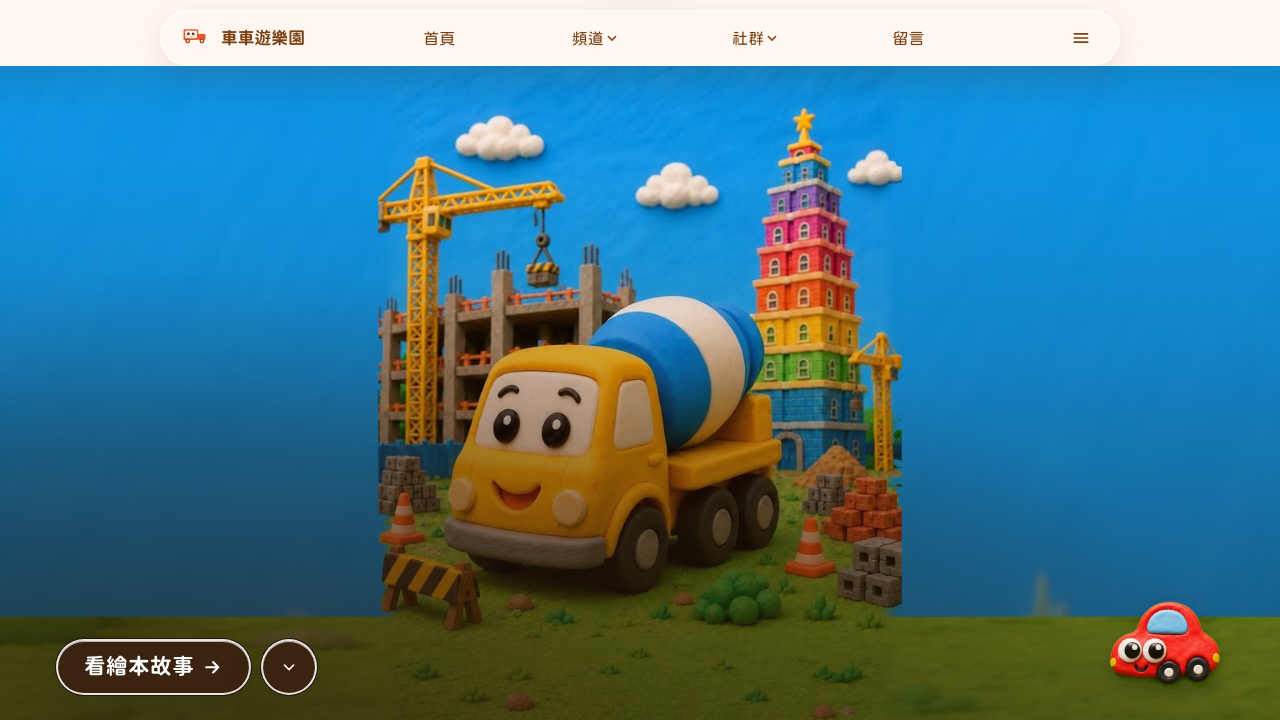 車車遊樂園
首頁
頻道
社群
留言
看繪本故事 →